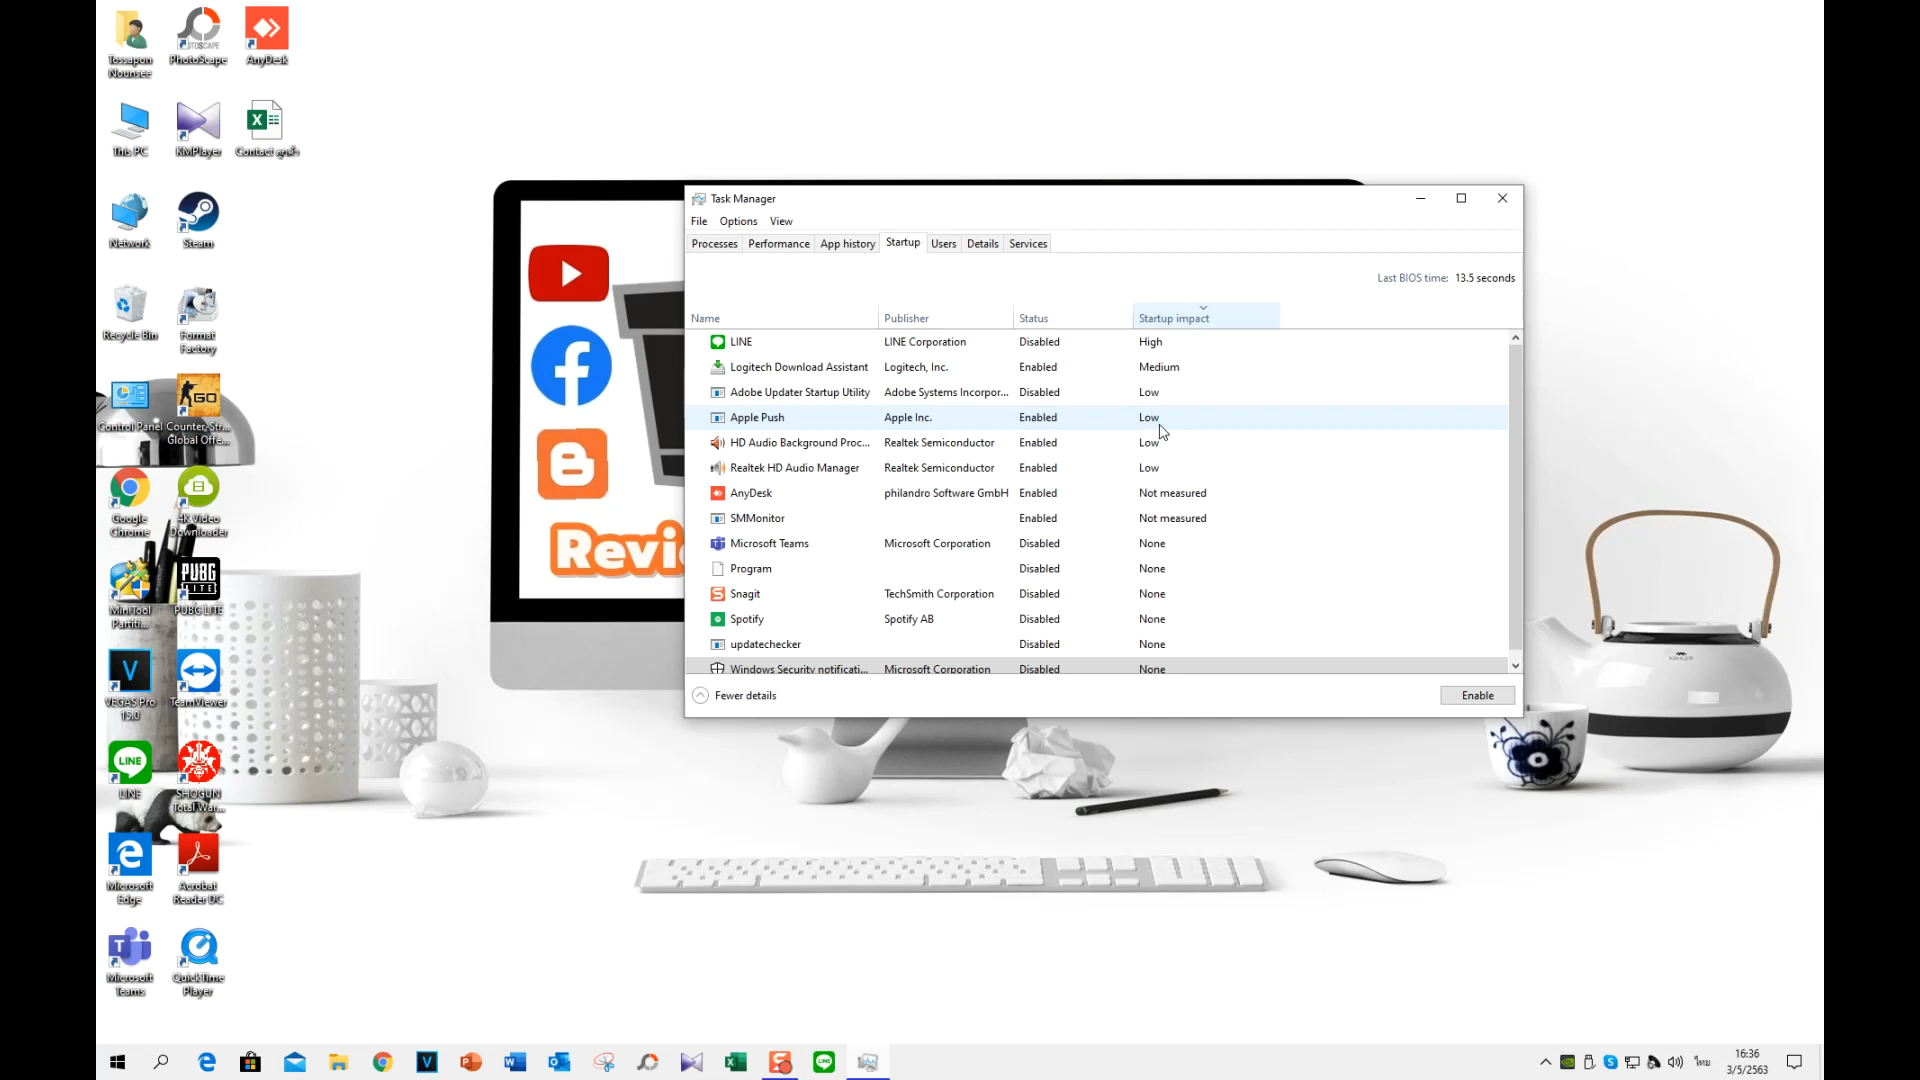 Tossapon
Nounsee
PhotoScape
AnyDesk
This PC
KMPlayer
Contact ลูกค้า
Network
Steam
Recycle Bin
Format
Factory
Control Panel
Counter-Str...
Global Offe...
Google
Chrome
4K Video
Downloader
MiniTool
Partiti...
PUBG LITE
VEGAS Pro
15.0
TeamViewer
LINE
SHOGUN
Total War...
Microsoft
Edge
Acrobat
Reader DC
Microsoft
Teams
QuickTime
Player
Task Manager
File Options View
Processes Performance App history Startup Users Details Services
Last BIOS time: 13.5 seconds
Name Publisher Status Startup impact
LINE LINE Corporation Disabled High
Logitech Download Assistant Logitech, Inc. Enabled Medium
Adobe Updater Startup Utility Adobe Systems Incorpor... Disabled Low
Apple Push Apple Inc. Enabled Low
HD Audio Background Proc... Realtek Semiconductor Enabled Low
Realtek HD Audio Manager Realtek Semiconductor Enabled Low
AnyDesk philandro Software GmbH Enabled Not measured
SMMonitor Enabled Not measured
Microsoft Teams Microsoft Corporation Disabled None
Program Disabled None
Snagit TechSmith Corporation Disabled None
Spotify Spotify AB Disabled None
updatechecker Disabled None
Windows Security notificati... Microsoft Corporation Disabled None
Fewer details
Enable
16:36
3/5/2563
ไทย